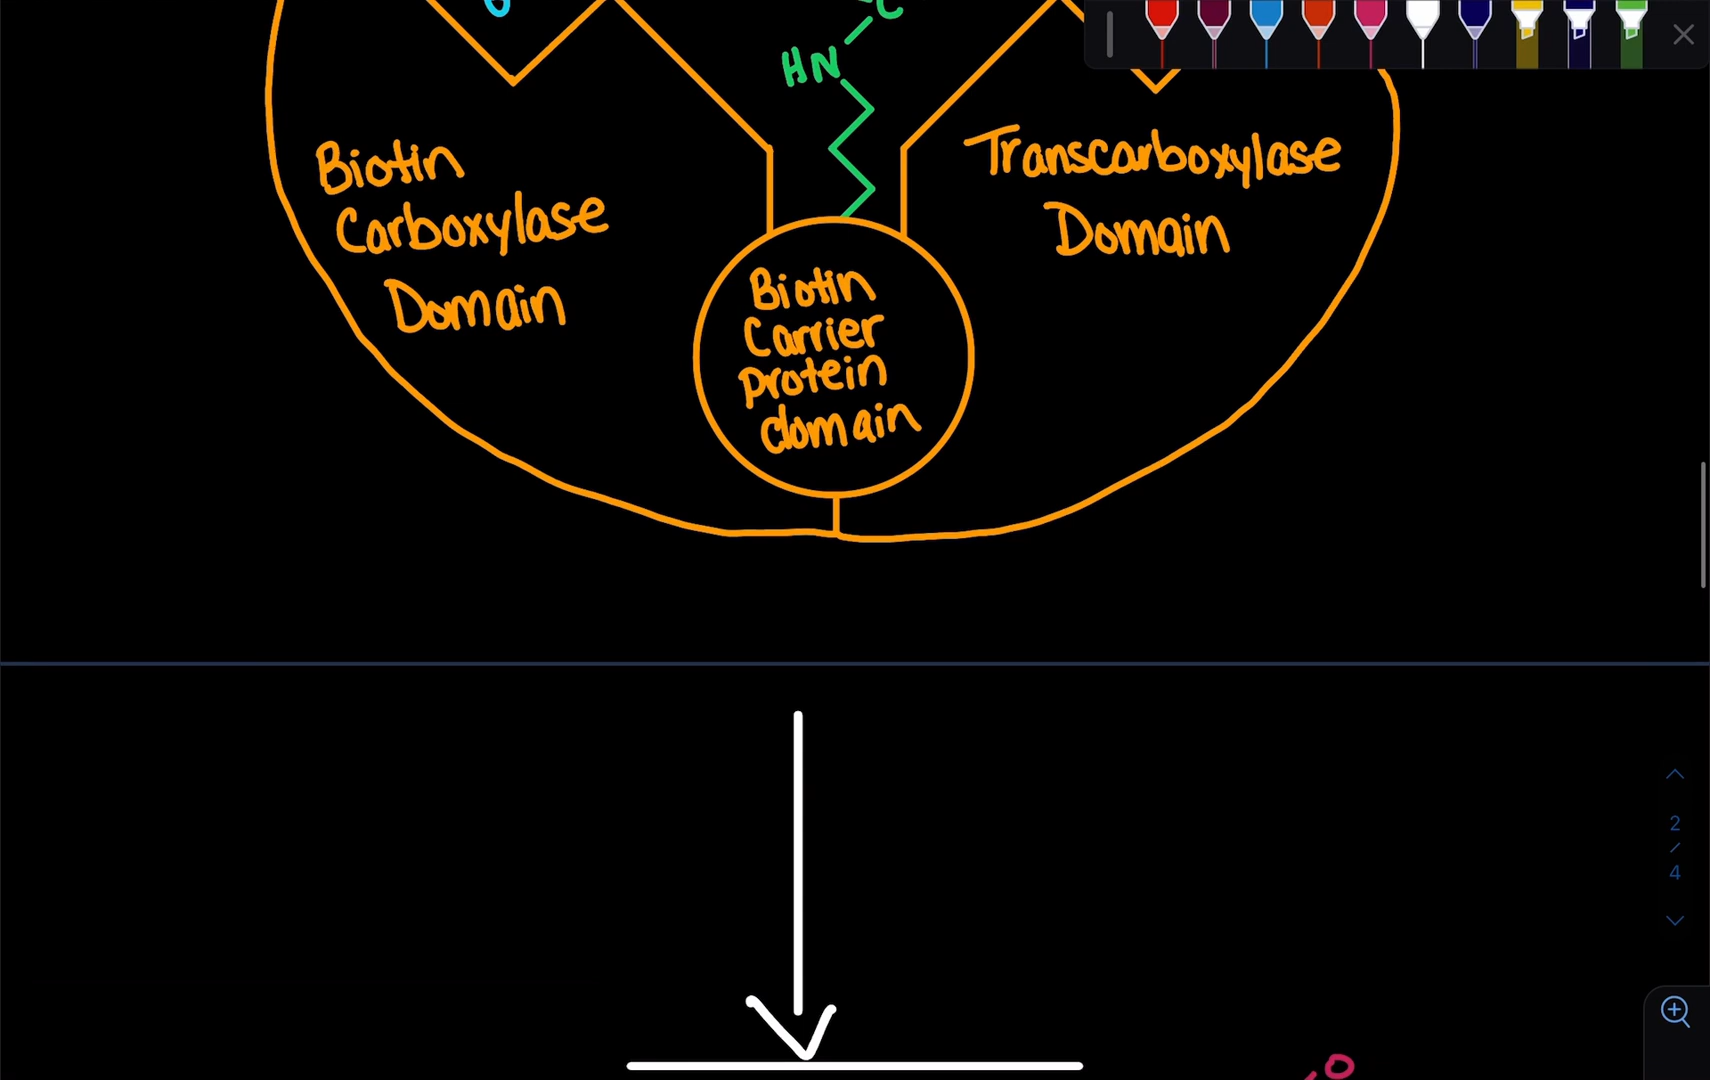 C
HN
Biotin
Carboxylase
Domain
Transcarboxylase
Domain
Biotin
Carrier
protein
domain
2
/
4
O